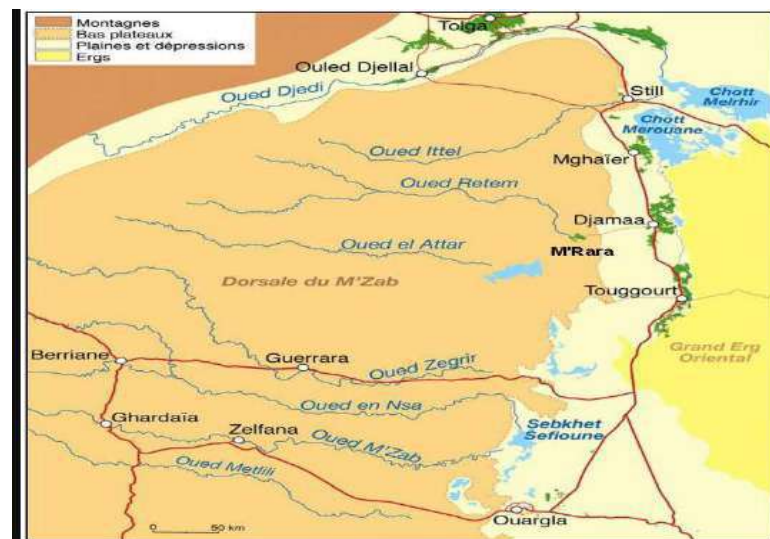 Montagnes
Bas plateaux
Plaines et dépressions
Ergs
Tolga
Ouled Djellal
Oued Djedi
Still
Chott
Melrhir
Chott
Merouane
Oued Ittel
Mghaïer
Oued Retem
Djamaa
M'Rara
Oued el Attar
Dorsale du M'Zab
Touggourt
Grand Erg
Oriental
Berriane
Guerrara
Oued Zegrir
Oued en Nsa
Ghardaïa
Zelfana
Oued M'Zab
Sebkhet
Sefioune
Oued Metlili
Ouargla
0 50 km